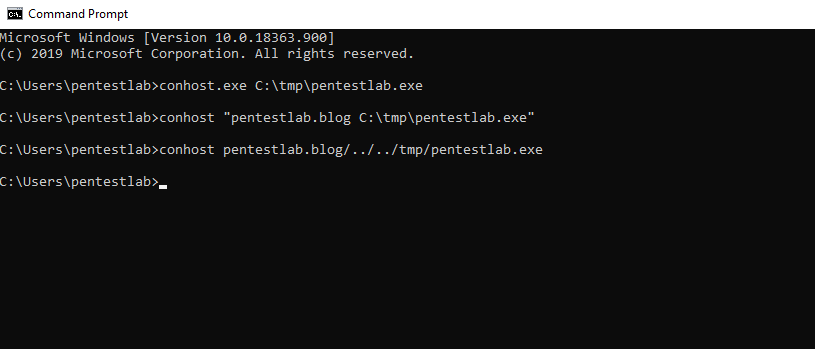 Command Prompt
Microsoft Windows [Version 10.0.18363.900]
(c) 2019 Microsoft Corporation. All rights reserved.
C:\Users\pentestlab>conhost.exe C:\tmp\pentestlab.exe
C:\Users\pentestlab>conhost "pentestlab.blog C:\tmp\pentestlab.exe"
C:\Users\pentestlab>conhost pentestlab.blog/../../tmp/pentestlab.exe
C:\Users\pentestlab>